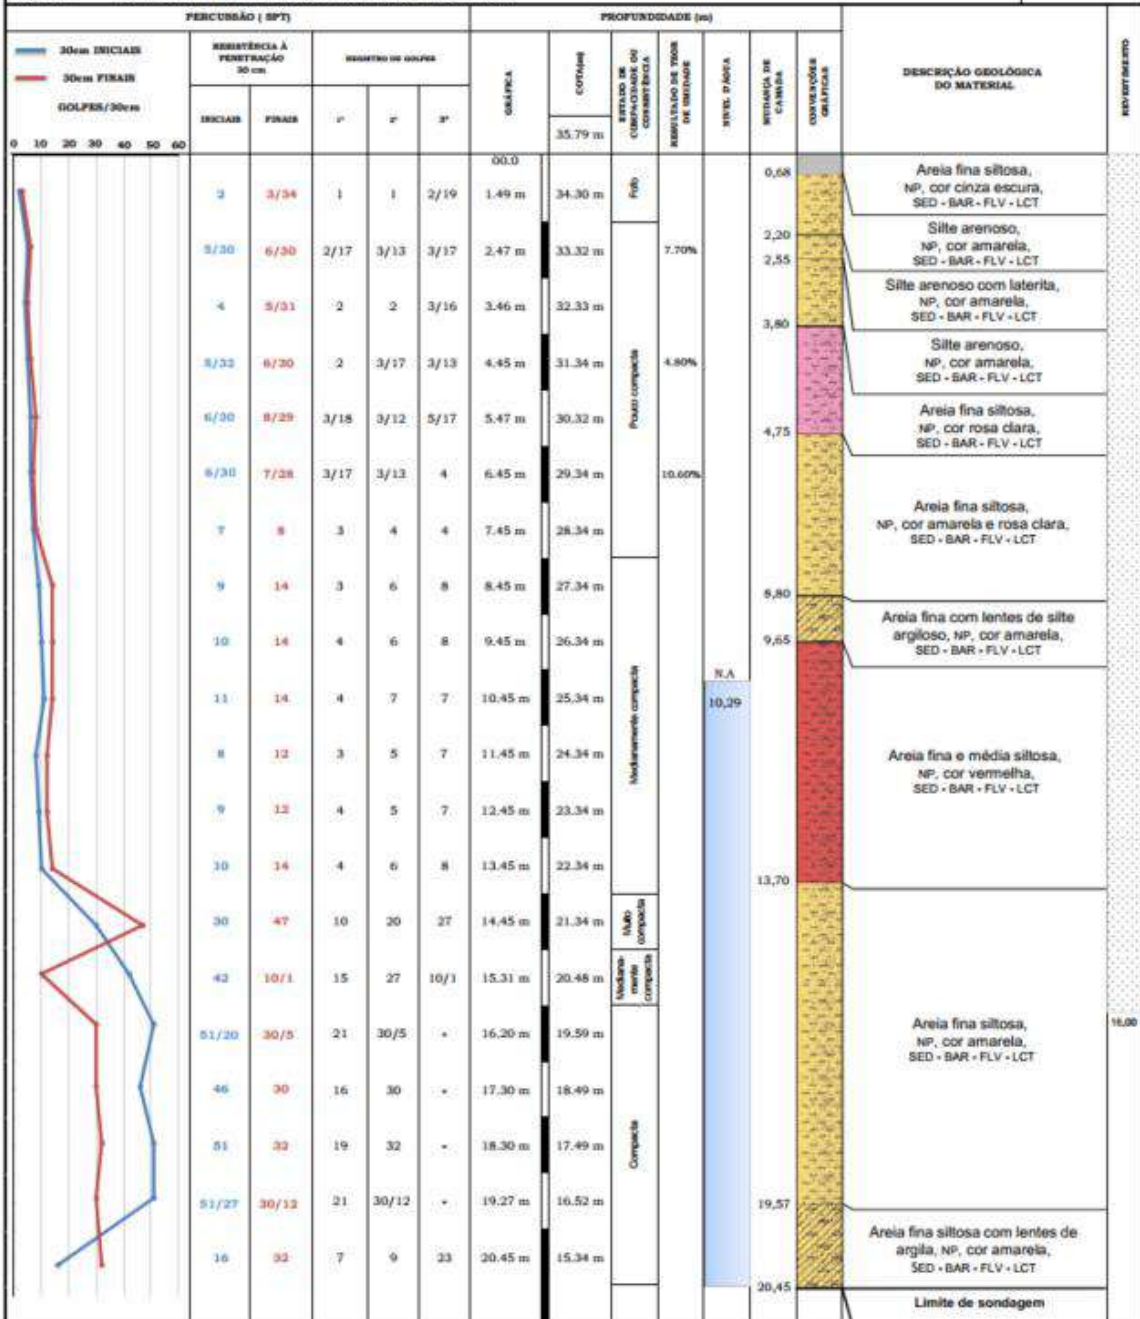 PERCUSSÃO ( SPT)
PROFUNDIDADE (m)
30cm INICIAIS
30cm FINAIS
GOLPES/30cm
0 10 20 30 40 50 60
RESISTÊNCIA À
PENETRAÇÃO
30 cm
INICIAIS FINAIS
REGISTRO DE GOLPES
1º 2º 3º
GRÁFICA
COTA(m)
35.79 m
ESTADO DE
COMPACIDADE OU
CONSISTÊNCIA
RESULTADO DE TEOR
DE UMIDADE
NIVEL D'ÁGUA
MUDANÇA DE
CAMADA
CONVENÇÕES
GRÁFICAS
DESCRIÇÃO GEOLÓGICA
DO MATERIAL
REVESTIMENTO
00.0
2 3/34 1 1 2/19 1.49 m 34.30 m
5/30 6/30 2/17 3/13 3/17 2.47 m 33.32 m 7.70%
4 5/31 2 2 3/16 3.46 m 32.33 m
5/32 6/30 2 3/17 3/13 4.45 m 31.34 m 4.80%
6/30 8/29 3/18 3/12 5/17 5.47 m 30.32 m
6/30 7/28 3/17 3/13 4 6.45 m 29.34 m 10.60%
7 8 3 4 4 7.45 m 28.34 m
9 14 3 6 8 8.45 m 27.34 m
10 14 4 6 8 9.45 m 26.34 m
11 14 4 7 7 10.45 m 25.34 m
8 12 3 5 7 11.45 m 24.34 m
9 12 4 5 7 12.45 m 23.34 m
10 14 4 6 8 13.45 m 22.34 m
30 47 10 20 27 14.45 m 21.34 m
42 10/1 15 27 10/1 15.31 m 20.48 m
51/20 30/5 21 30/5 - 16.20 m 19.59 m
46 30 16 30 - 17.30 m 18.49 m
51 32 19 32 - 18.30 m 17.49 m
51/27 30/12 21 30/12 - 19.27 m 16.52 m
16 32 7 9 23 20.45 m 15.34 m
Fofo
Pouco compacta
Medianamente compacta
Muito
compacta
Mediana-
mente
compacta
Compacta
N.A
10,29
0,68
2,20
2,55
3,80
4,75
8,80
9,65
13,70
19,57
20,45
Areia fina siltosa,
NP, cor cinza escura,
SED - BAR - FLV - LCT
Silte arenoso,
NP, cor amarela,
SED - BAR - FLV - LCT
Silte arenoso com laterita,
NP, cor amarela,
SED - BAR - FLV - LCT
Silte arenoso,
NP, cor amarela,
SED - BAR - FLV - LCT
Areia fina siltosa,
NP, cor rosa clara,
SED - BAR - FLV - LCT
Areia fina siltosa,
NP, cor amarela e rosa clara,
SED - BAR - FLV - LCT
Areia fina com lentes de silte
argiloso, NP, cor amarela,
SED - BAR - FLV - LCT
Areia fina e média siltosa,
NP, cor vermelha,
SED - BAR - FLV - LCT
Areia fina siltosa,
NP, cor amarela,
SED - BAR - FLV - LCT
Areia fina siltosa com lentes de
argila, NP, cor amarela,
SED - BAR - FLV - LCT
Limite de sondagem
16,00